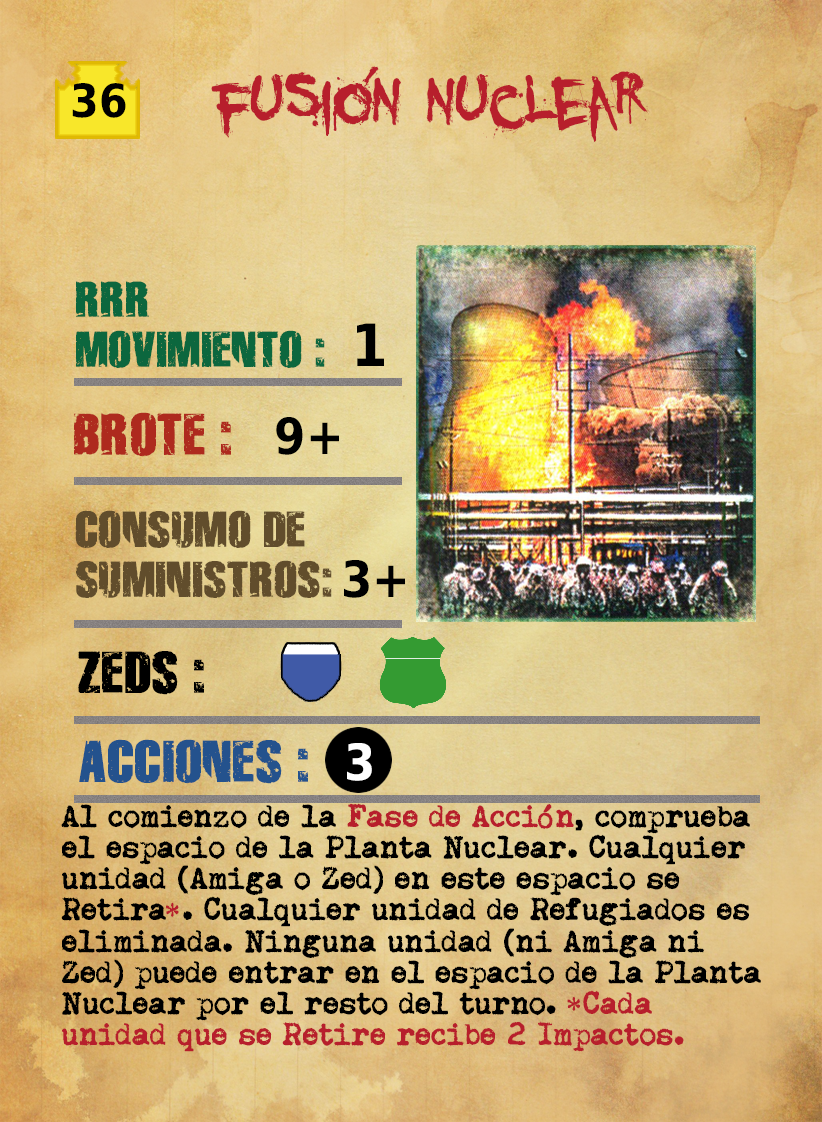 36
FUSIÓN NUCLEAR
RRR
MOVIMIENTO : 1
BROTE : 9+
CONSUMO DE
SUMINISTROS: 3+
ZEDS :
ACCIONES : 3
Al comienzo de la Fase de Acción, comprueba
el espacio de la Planta Nuclear. Cualquier
unidad (Amiga o Zed) en este espacio se
Retira*. Cualquier unidad de Refugiados es
eliminada. Ninguna unidad (ni Amiga ni
Zed) puede entrar en el espacio de la Planta
Nuclear por el resto del turno. *Cada
unidad que se Retire recibe 2 Impactos.